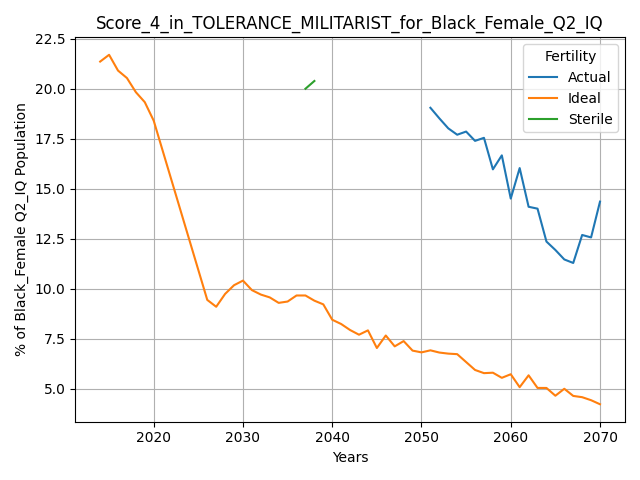 Score_4_in_TOLERANCE_MILITARIST_for_Black_Female_Q2_IQ
% of Black_Female Q2_IQ Population
22.5
20.0
17.5
15.0
12.5
10.0
7.5
5.0
Fertility
Actual
Ideal
Sterile
2020 2030 2040 2050 2060 2070
Years